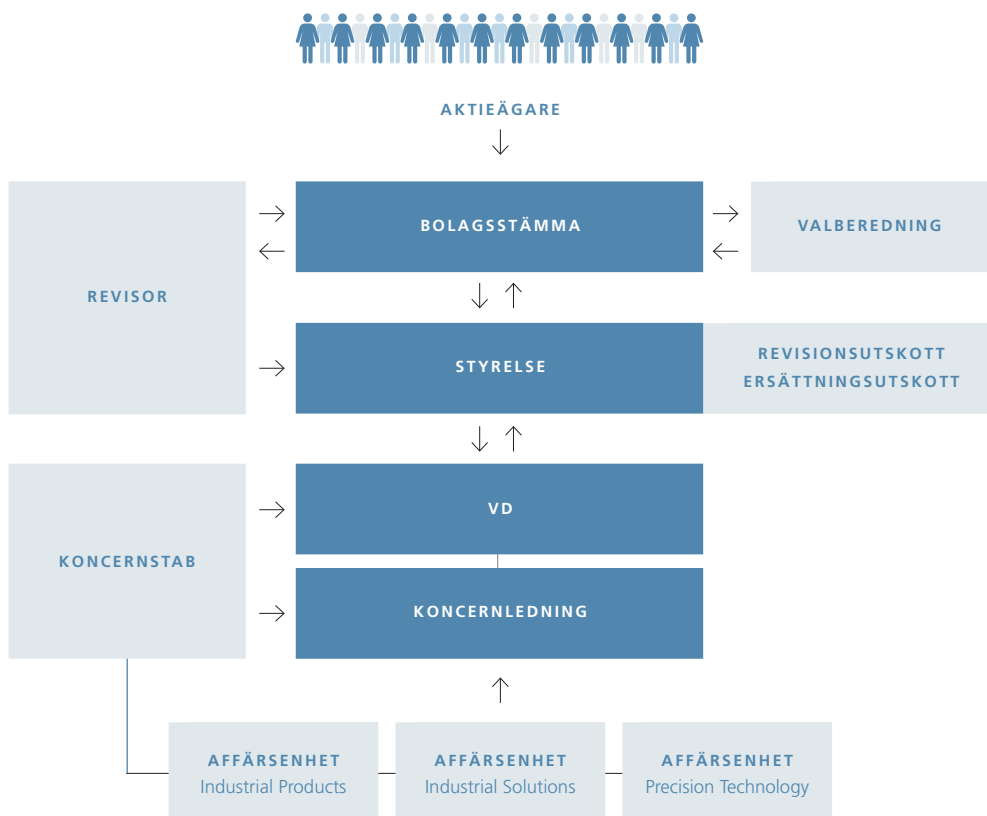 AKTIEÄGARE
BOLAGSSTÄMMA
VALBEREDNING
REVISOR
STYRELSE
REVISIONSUTSKOTT
ERSÄTTNINGSUTSKOTT
VD
KONCERNSTAB
KONCERNLEDNING
AFFÄRSENHET
Industrial Products
AFFÄRSENHET
Industrial Solutions
AFFÄRSENHET
Precision Technology